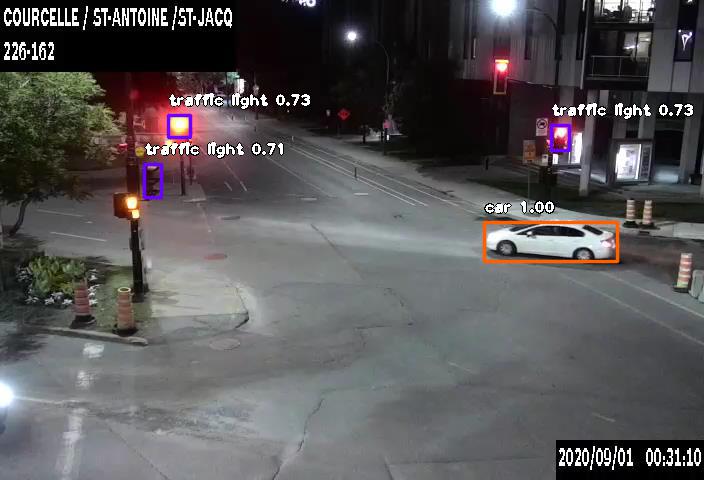 COURCELLE / ST-ANTOINE /ST-JACQ
226-162
traffic light 0.73
traffic light 0.73
traffic light 0.71
car 1.00
2020/09/01 00:31:10